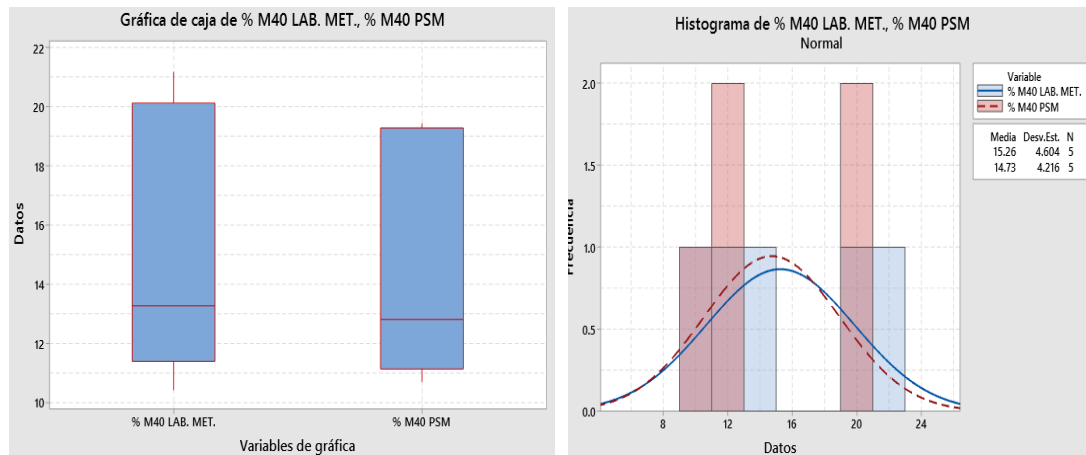 Gráfica de caja de % M40 LAB. MET., % M40 PSM
22
20
18
16
14
12
10
Datos
% M40 LAB. MET.
% M40 PSM
Variables de gráfica
Histograma de % M40 LAB. MET., % M40 PSM
Normal
2.0
1.5
1.0
0.5
0.0
Frecuencia
8 12 16 20 24
Datos
Variable
% M40 LAB. MET.
% M40 PSM
Media Desv.Est. N
15.26 4.604 5
14.73 4.216 5